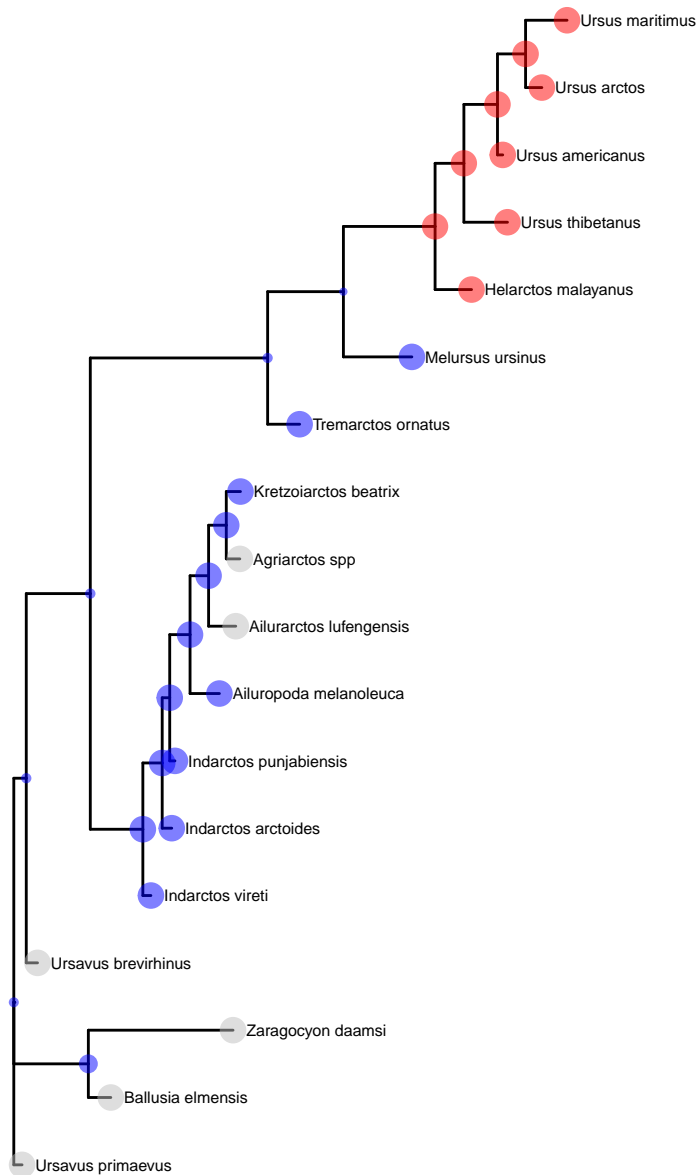 Ursus maritimus
Ursus arctos
Ursus americanus
Ursus thibetanus
Helarctos malayanus
Melursus ursinus
Tremarctos ornatus
Kretzoiarctos beatrix
Agriarctos spp
Ailurarctos lufengensis
Ailuropoda melanoleuca
Indarctos punjabiensis
Indarctos arctoides
Indarctos vireti
Ursavus brevirhinus
Zaragocyon daamsi
Ballusia elmensis
Ursavus primaevus